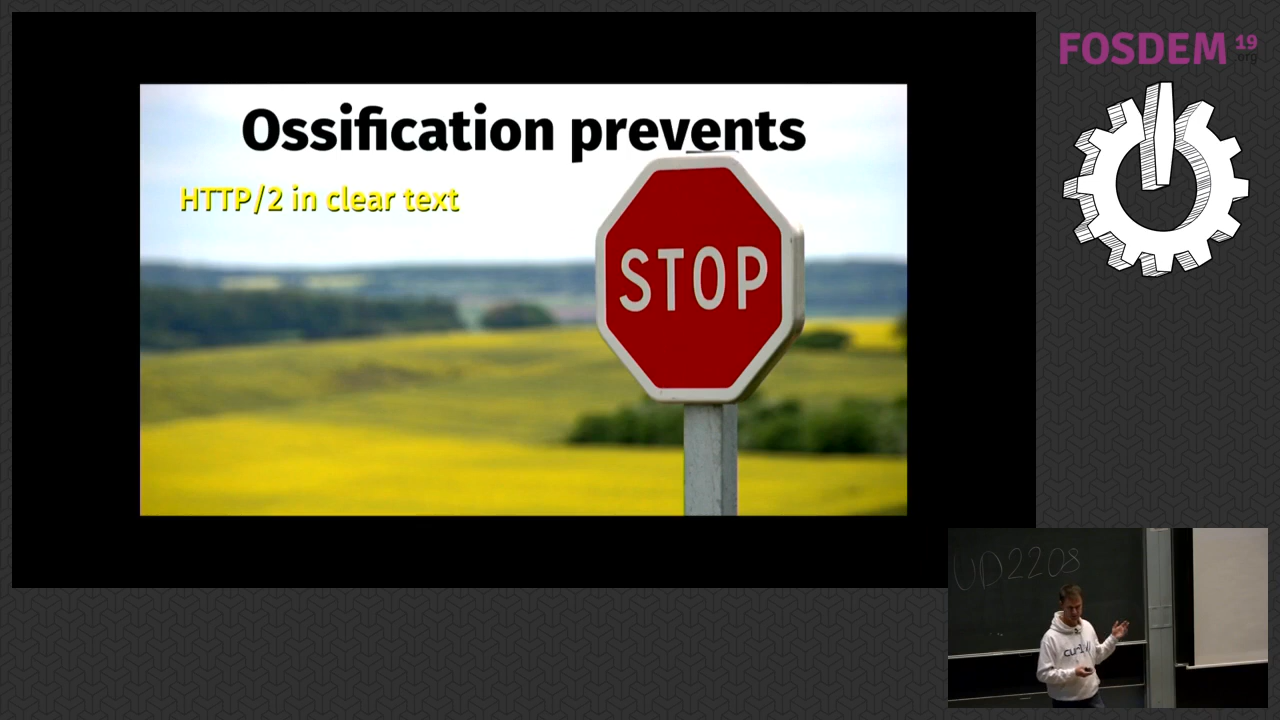 Ossification prevents
HTTP/2 in clear text
STOP
FOSDEM 19
.org
UD2208
curl://